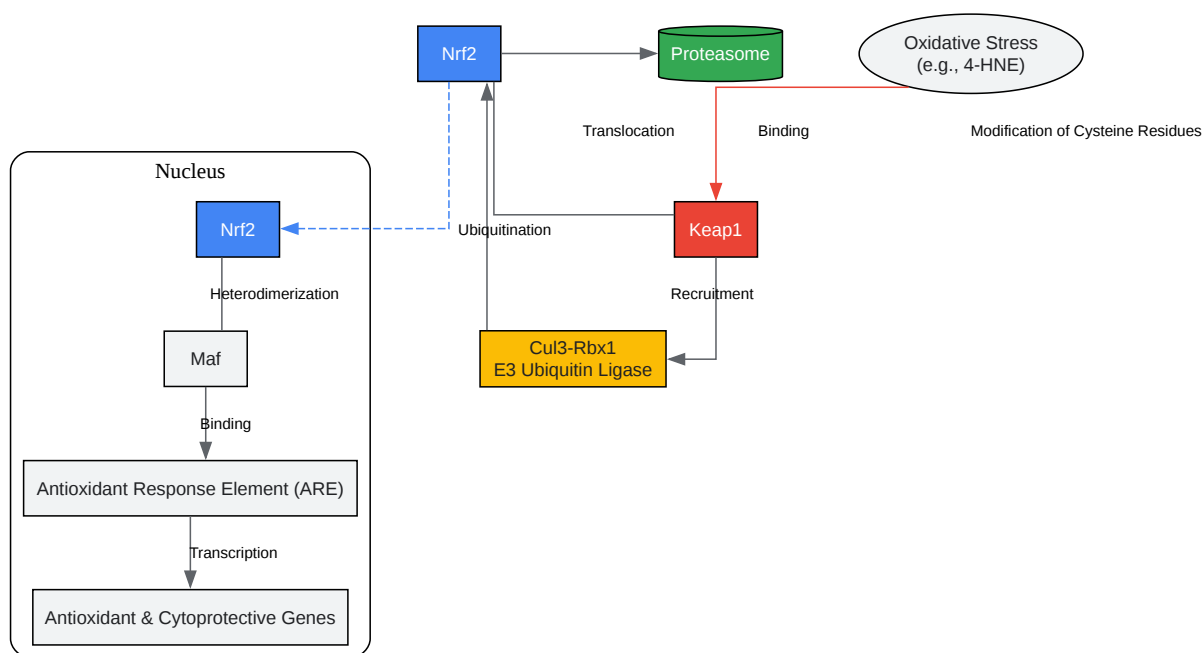 Nrf2
Proteasome
Oxidative Stress
(e.g., 4-HNE)
Translocation
Binding
Modification of Cysteine Residues
Nucleus
Nrf2
Ubiquitination
Keap1
Heterodimerization
Recruitment
Maf
Cul3-Rbx1
E3 Ubiquitin Ligase
Binding
Antioxidant Response Element (ARE)
Transcription
Antioxidant & Cytoprotective Genes